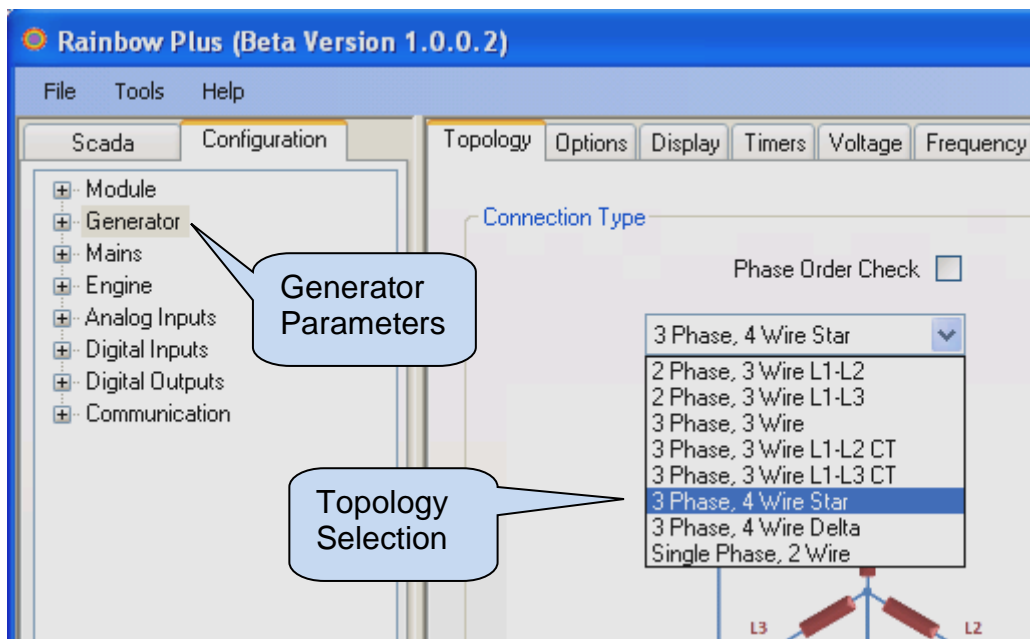 Rainbow Plus (Beta Version 1.0.0.2)
File Tools Help
Scada Configuration
Topology Options Display Timers Voltage Frequency
Module
Generator
Mains
Engine
Analog Inputs
Digital Inputs
Digital Outputs
Communication
Generator
Parameters
Connection Type
Phase Order Check
3 Phase, 4 Wire Star
2 Phase, 3 Wire L1-L2
2 Phase, 3 Wire L1-L3
3 Phase, 3 Wire
3 Phase, 3 Wire L1-L2 CT
3 Phase, 3 Wire L1-L3 CT
3 Phase, 4 Wire Star
3 Phase, 4 Wire Delta
Single Phase, 2 Wire
Topology
Selection
L3 L2